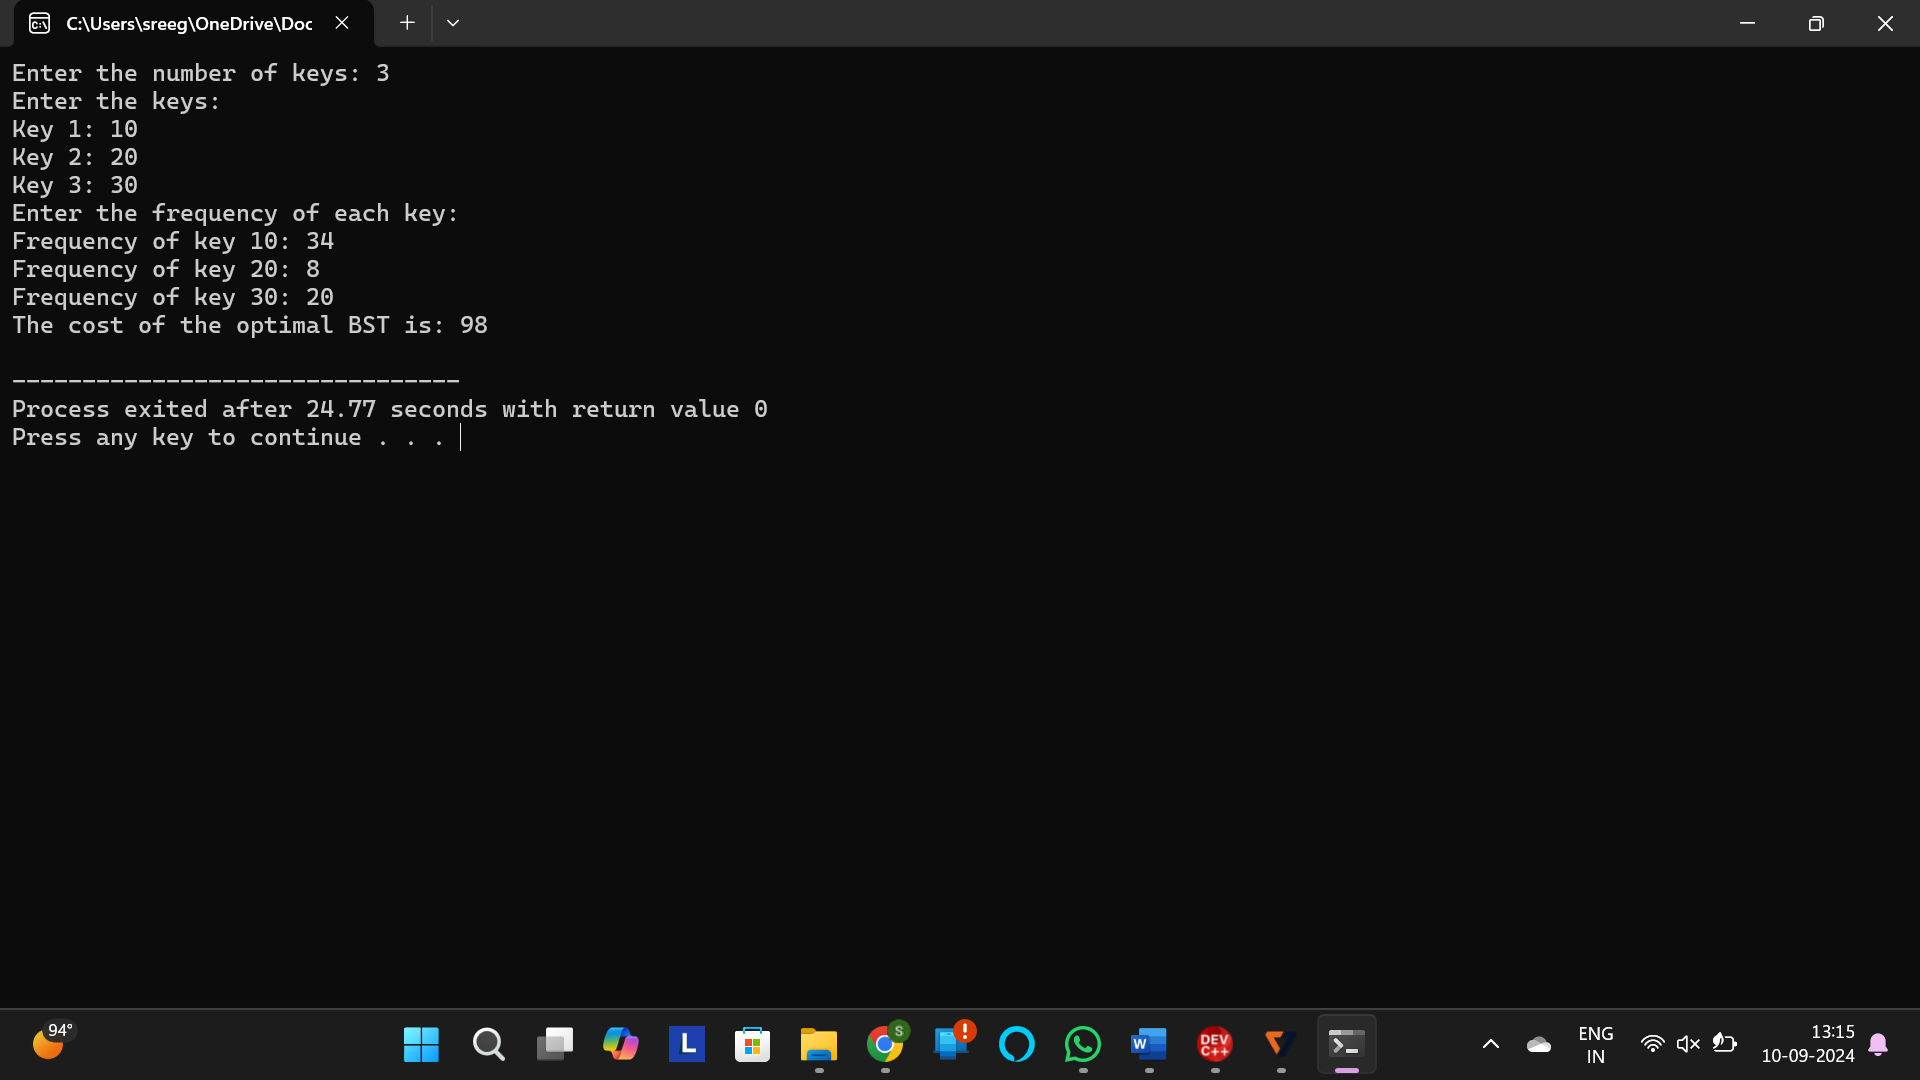 C:\Users\sreeg\OneDrive\Doc
Enter the number of keys: 3
Enter the keys:
Key 1: 10
Key 2: 20
Key 3: 30
Enter the frequency of each key:
Frequency of key 10: 34
Frequency of key 20: 8
Frequency of key 30: 20
The cost of the optimal BST is: 98
--------------------------------
Process exited after 24.77 seconds with return value 0
Press any key to continue . . .
94°
L
S
W
DEV
C++
ENG
IN
13:15
10-09-2024